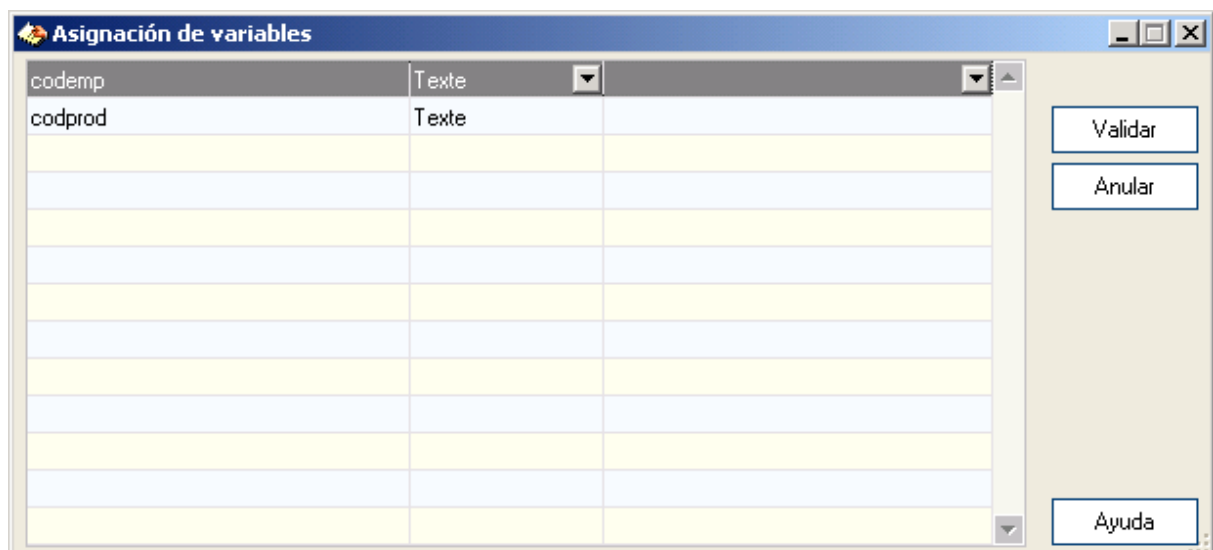 Asignación de variables
codemp Texte
codprod Texte
Validar
Anular
Ayuda